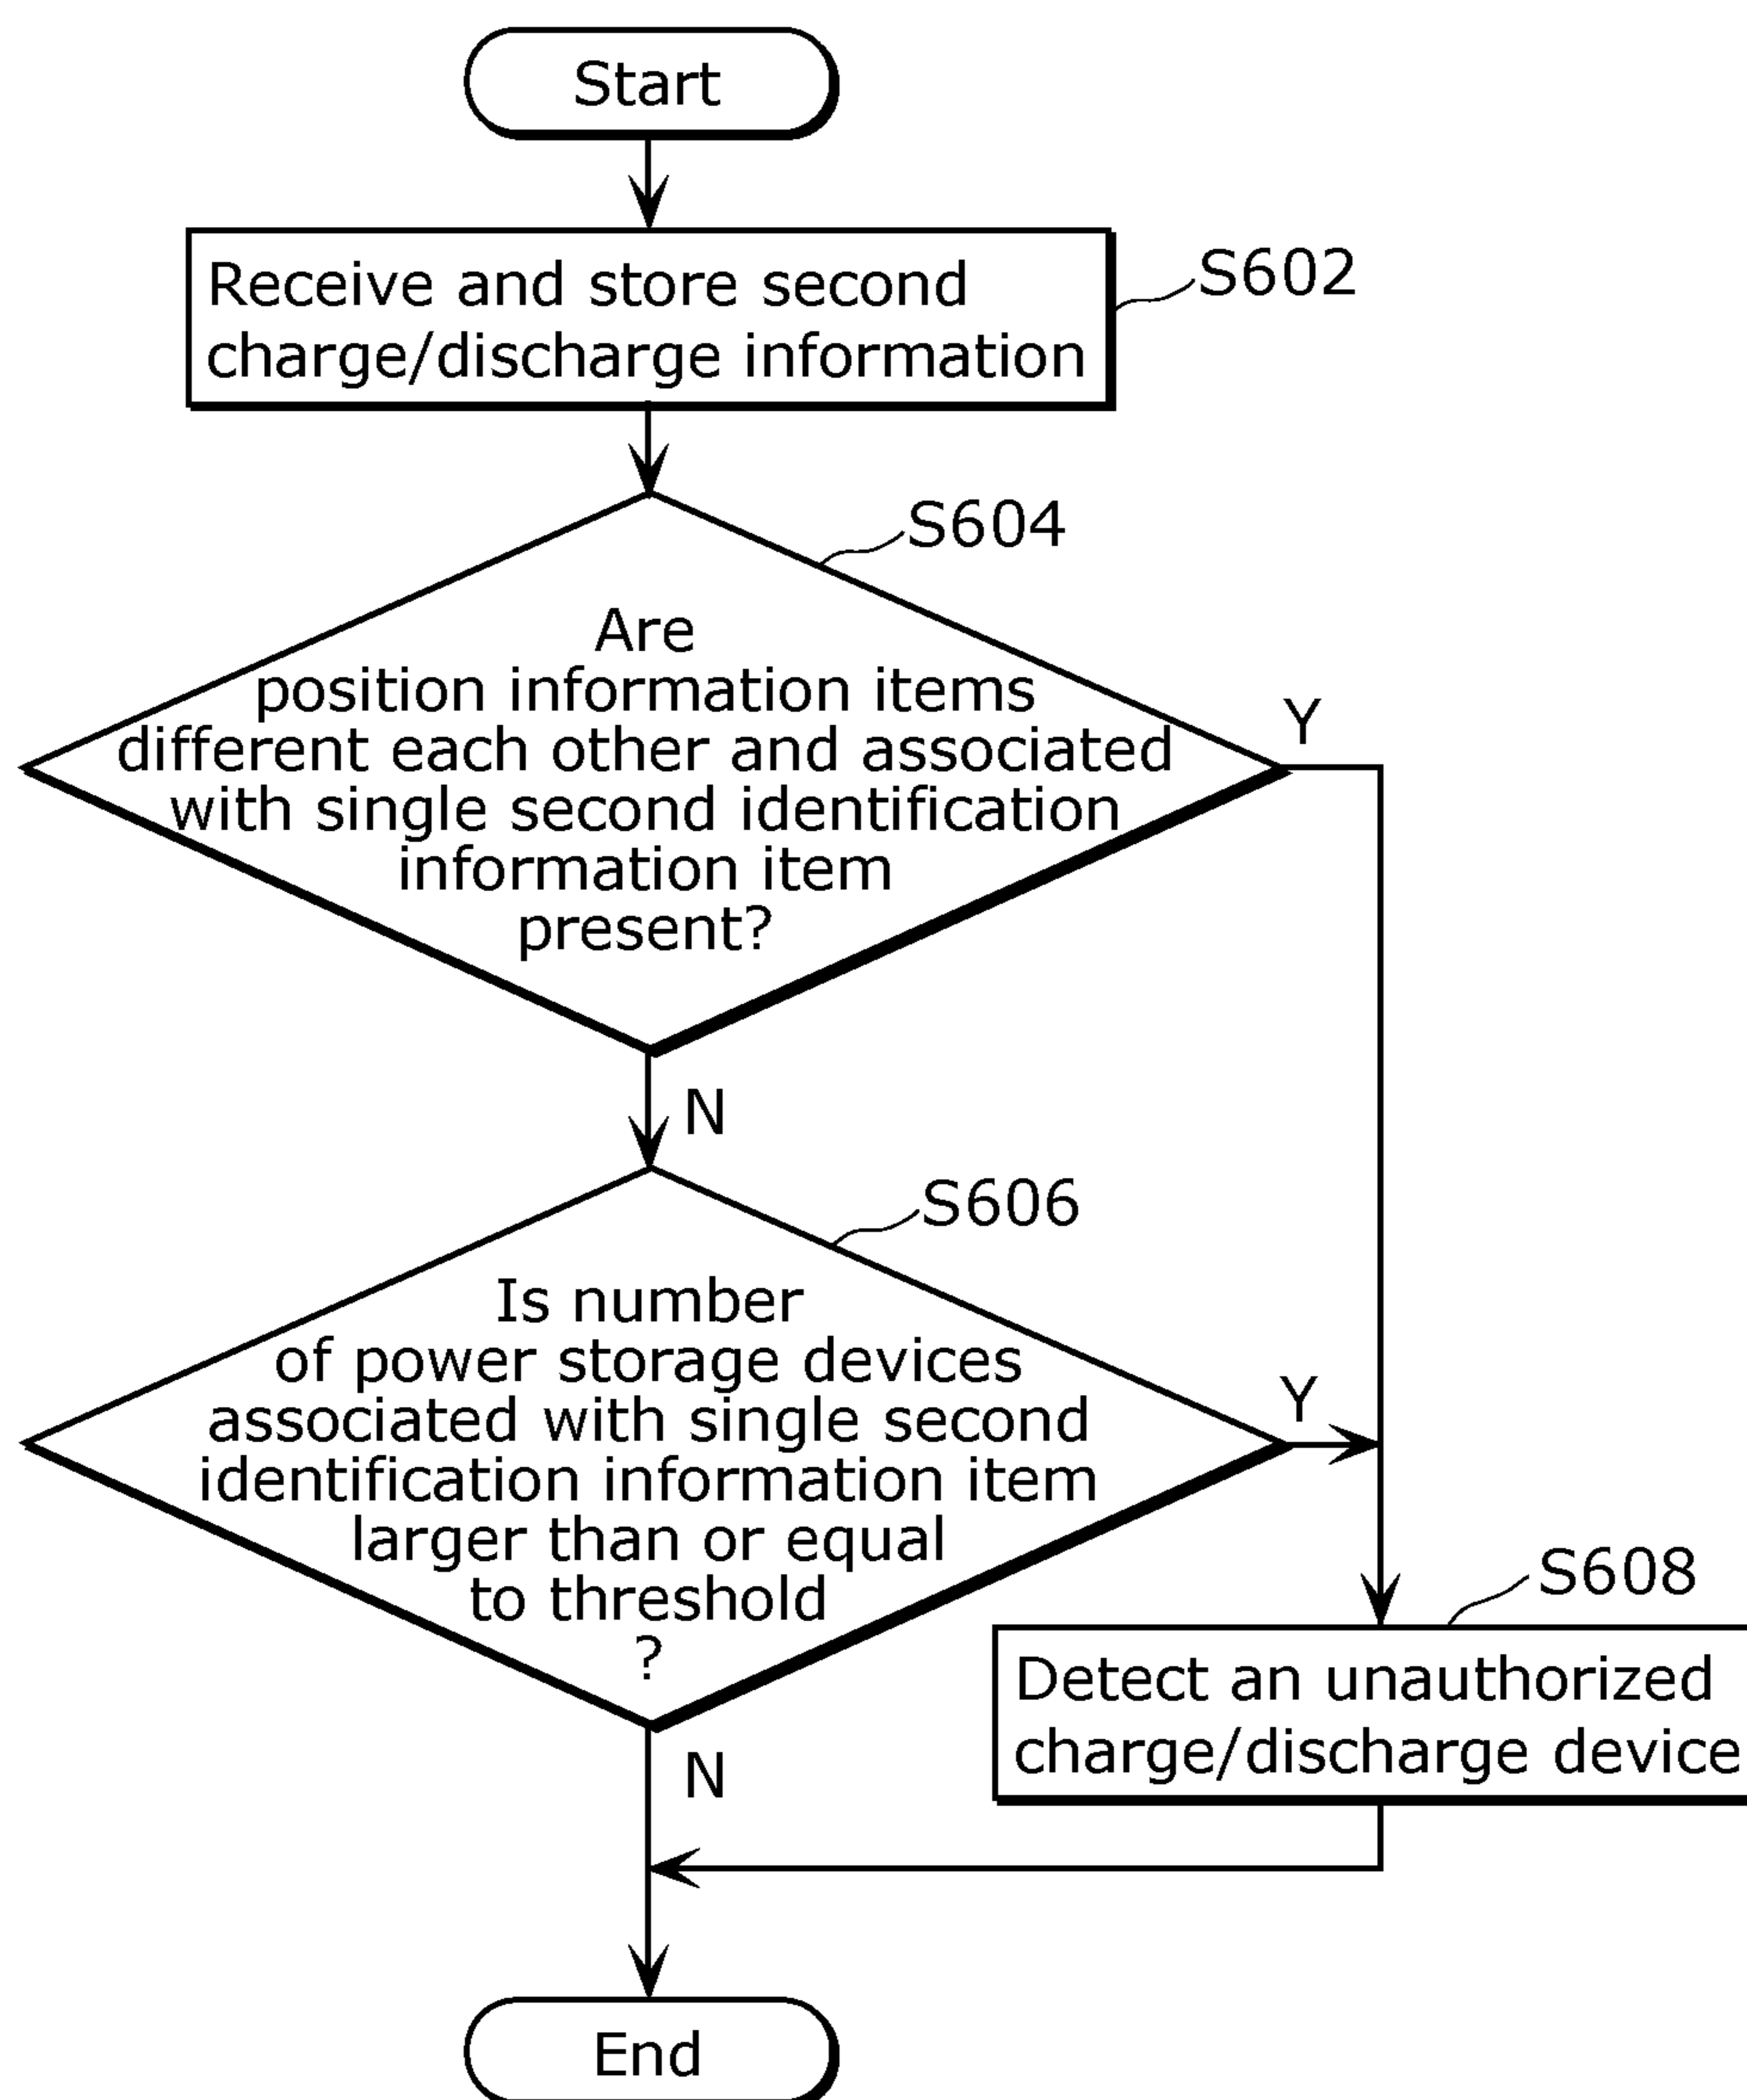 Start
Receive and store second
charge/discharge information
S602
S604
Are
position information items
different each other and associated
with single second identification
information item
present?
Y
N
S606
Is number
of power storage devices
associated with single second
identification information item
larger than or equal
to threshold
?
Y
N
S608
Detect an unauthorized
charge/discharge device
End